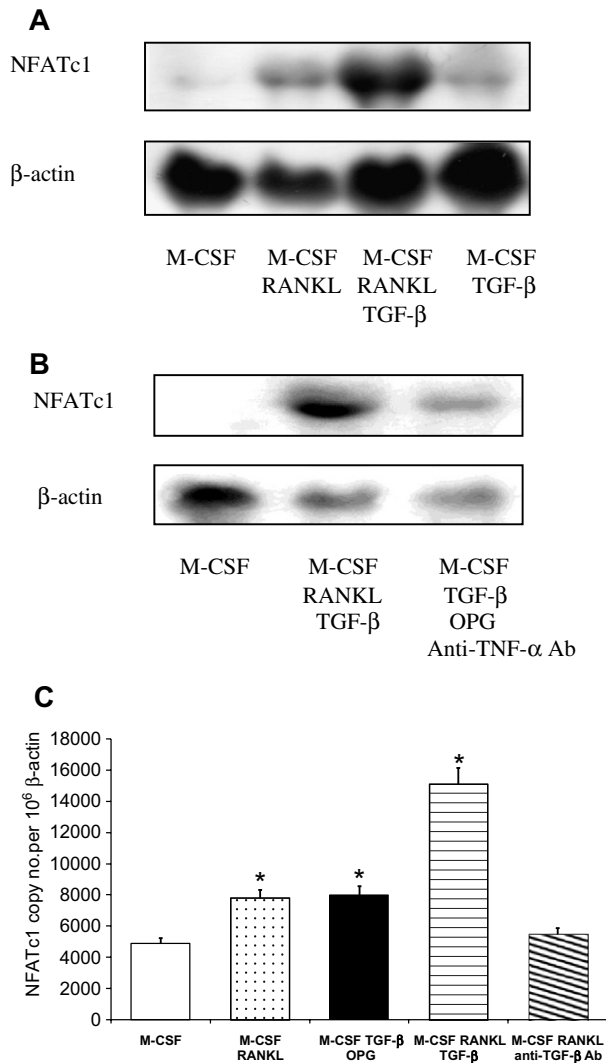 A
NFATc1
β-actin
M-CSF M-CSF M-CSF M-CSF
RANKL RANKL TGF-β
TGF-β
B
NFATc1
β-actin
M-CSF M-CSF M-CSF
RANKL TGF-β
TGF-β OPG
Anti-TNF-α Ab
C
NFATc1 copy no.per 10⁶ β-actin
18000
16000
14000
12000
10000
8000
6000
4000
2000
0
*
*
*
M-CSF M-CSF M-CSF TGF-β M-CSF RANKL M-CSF RANKL
RANKL OPG TGF-β anti-TGF-β Ab